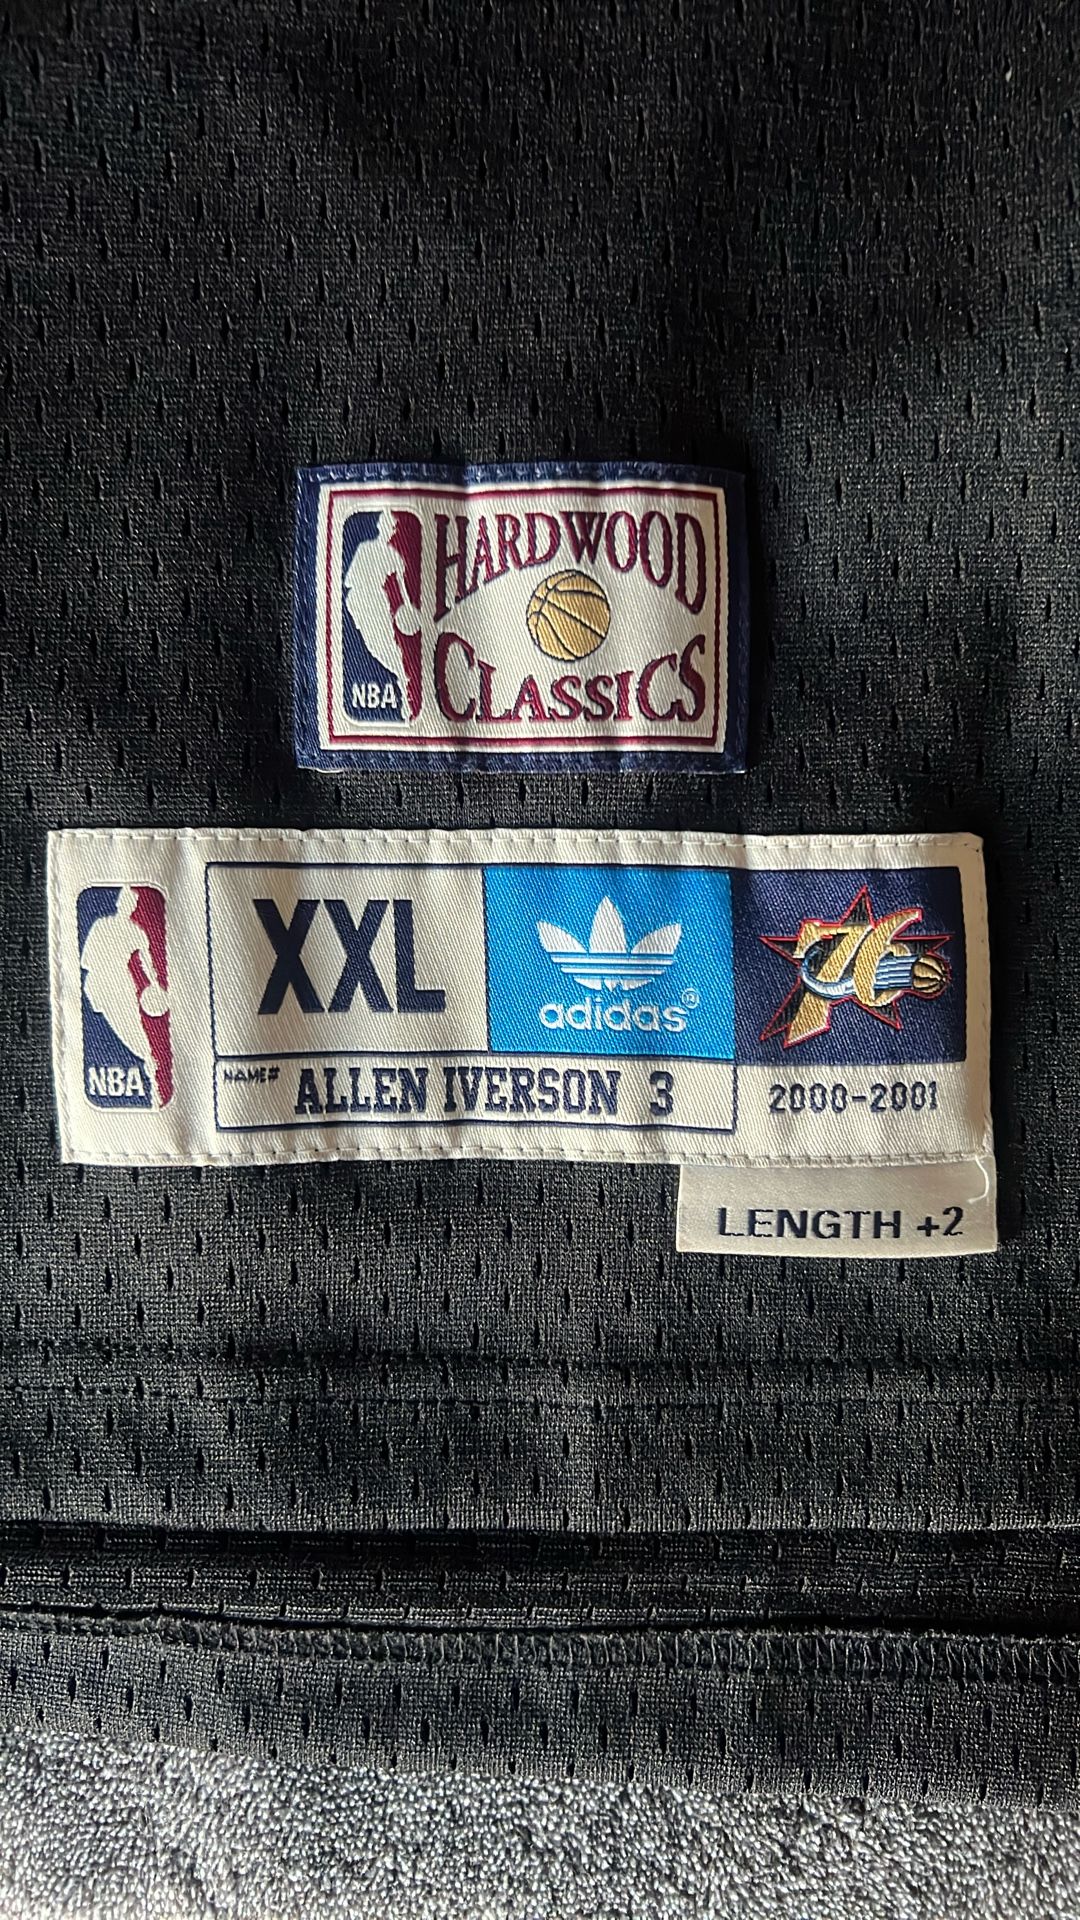 HARDWOOD
CLASSICS
NBA
XXL
adidas®
76
NBA
NAME#
ALLEN IVERSON 3
2000-2001
LENGTH +2